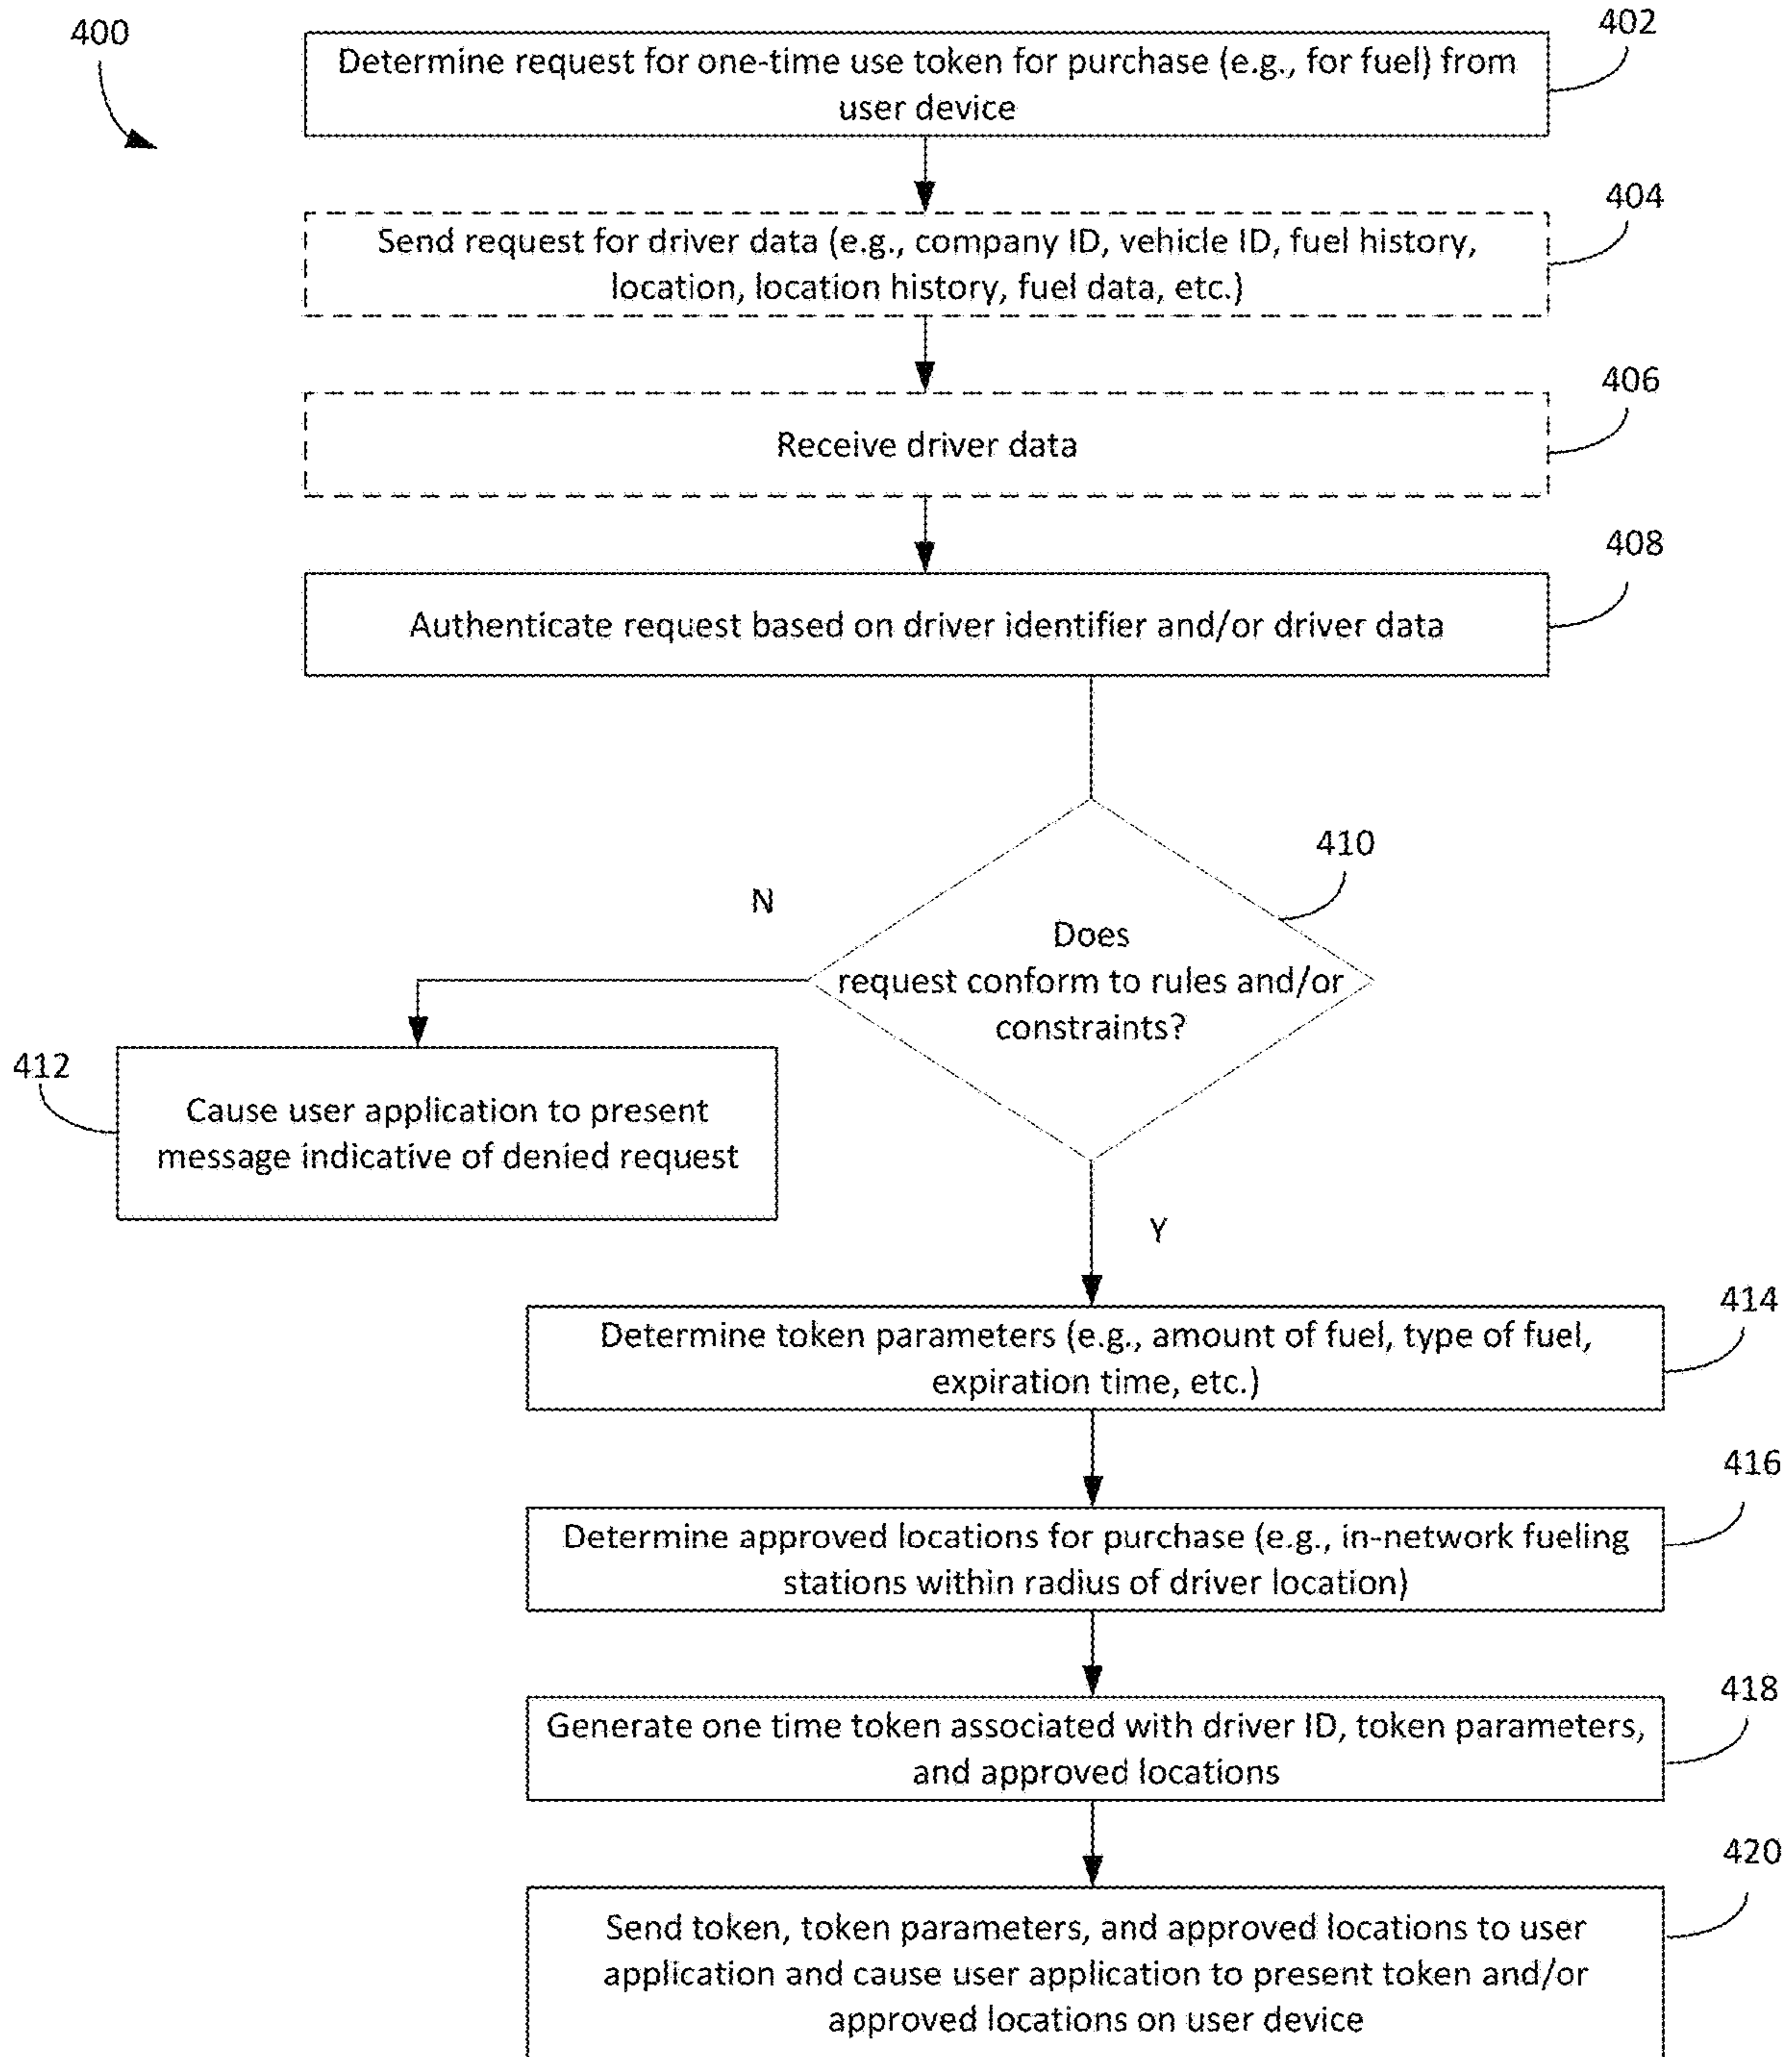 400
402
Determine request for one-time use token for purchase (e.g., for fuel) from
user device
404
Send request for driver data (e.g., company ID, vehicle ID, fuel history,
location, location history, fuel data, etc.)
406
Receive driver data
408
Authenticate request based on driver identifier and/or driver data
410
N
Does
request conform to rules and/or
constraints?
412
Cause user application to present
message indicative of denied request
Y
414
Determine token parameters (e.g., amount of fuel, type of fuel,
expiration time, etc.)
416
Determine approved locations for purchase (e.g., in-network fueling
stations within radius of driver location)
418
Generate one time token associated with driver ID, token parameters,
and approved locations
420
Send token, token parameters, and approved locations to user
application and cause user application to present token and/or
approved locations on user device